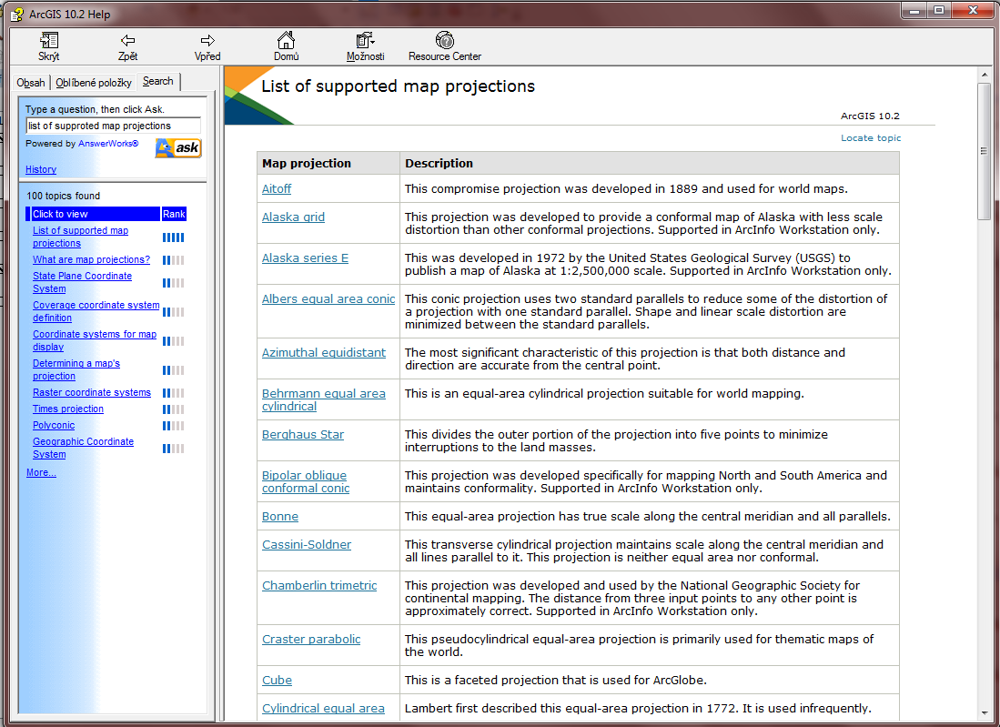 ArcGIS 10.2 Help
Skrýt Zpět Vpřed Domů Možnosti Resource Center
Obsah Oblíbené položky Search
Type a question, then click Ask.
list of supproted map projections
Powered by AnswerWorks®
ask
History
100 topics found
Click to view Rank
List of supported map
projections
What are map projections?
State Plane Coordinate
System
Coverage coordinate system
definition
Coordinate systems for map
display
Determining a map's
projection
Raster coordinate systems
Times projection
Polyconic
Geographic Coordinate
System
More...
List of supported map projections
ArcGIS 10.2
Locate topic
Map projection Description
Aitoff This compromise projection was developed in 1889 and used for world maps.
Alaska grid This projection was developed to provide a conformal map of Alaska with less scale
distortion than other conformal projections. Supported in ArcInfo Workstation only.
Alaska series E This was developed in 1972 by the United States Geological Survey (USGS) to
publish a map of Alaska at 1:2,500,000 scale. Supported in ArcInfo Workstation only.
Albers equal area conic This conic projection uses two standard parallels to reduce some of the distortion of
a projection with one standard parallel. Shape and linear scale distortion are
minimized between the standard parallels.
Azimuthal equidistant The most significant characteristic of this projection is that both distance and
direction are accurate from the central point.
Behrmann equal area This is an equal-area cylindrical projection suitable for world mapping.
cylindrical
Berghaus Star This divides the outer portion of the projection into five points to minimize
interruptions to the land masses.
Bipolar oblique This projection was developed specifically for mapping North and South America and
conformal conic maintains conformality. Supported in ArcInfo Workstation only.
Bonne This equal-area projection has true scale along the central meridian and all parallels.
Cassini-Soldner This transverse cylindrical projection maintains scale along the central meridian and
all lines parallel to it. This projection is neither equal area nor conformal.
Chamberlin trimetric This projection was developed and used by the National Geographic Society for
continental mapping. The distance from three input points to any other point is
approximately correct. Supported in ArcInfo Workstation only.
Craster parabolic This pseudocylindrical equal-area projection is primarily used for thematic maps of
the world.
Cube This is a faceted projection that is used for ArcGlobe.
Cylindrical equal area Lambert first described this equal-area projection in 1772. It is used infrequently.